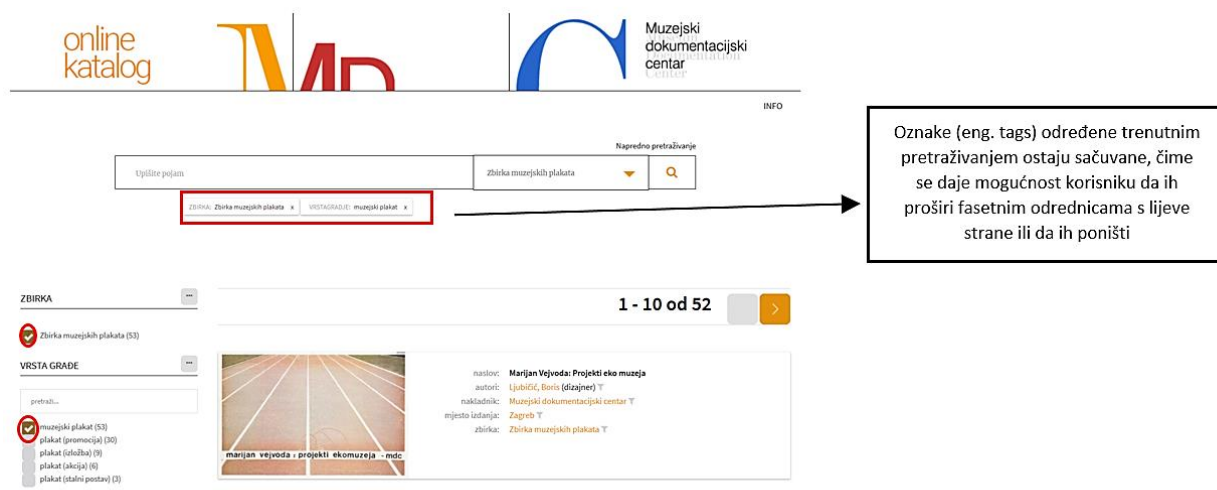 online
katalog
Muzejski
dokumentacijski
centar
INFO
Napredno pretraživanje
Upišite pojam
Zbirka muzejskih plakata
ZBIRKA: Zbirka muzejskih plakata x
VRSTAGRADJE: muzejski plakat x
Oznake (eng. tags) određene trenutnim
pretraživanjem ostaju sačuvane, čime
se daje mogućnost korisniku da ih
proširi fasetnim odrednicama s lijeve
strane ili da ih poništi
ZBIRKA
Zbirka muzejskih plakata (53)
VRSTA GRAĐE
pretraži...
muzejski plakat (53)
plakat (promocija) (30)
plakat (izložba) (9)
plakat (akcija) (6)
plakat (stalni postav) (3)
1 - 10 od 52
marijan vejvoda : projekti ekomuzeja - mdc
naslov: Marijan Vejvoda: Projekti eko muzeja
autori: Ljubičić, Boris (dizajner)
nakladnik: Muzejski dokumentacijski centar
mjesto izdanja: Zagreb
zbirka: Zbirka muzejskih plakata